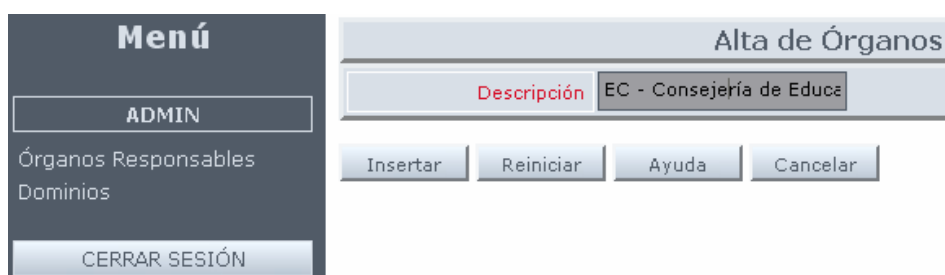 Menú
ADMIN
Órganos Responsables
Dominios
CERRAR SESIÓN
Alta de Órganos
Descripción EC - Consejería de Educa
Insertar Reiniciar Ayuda Cancelar